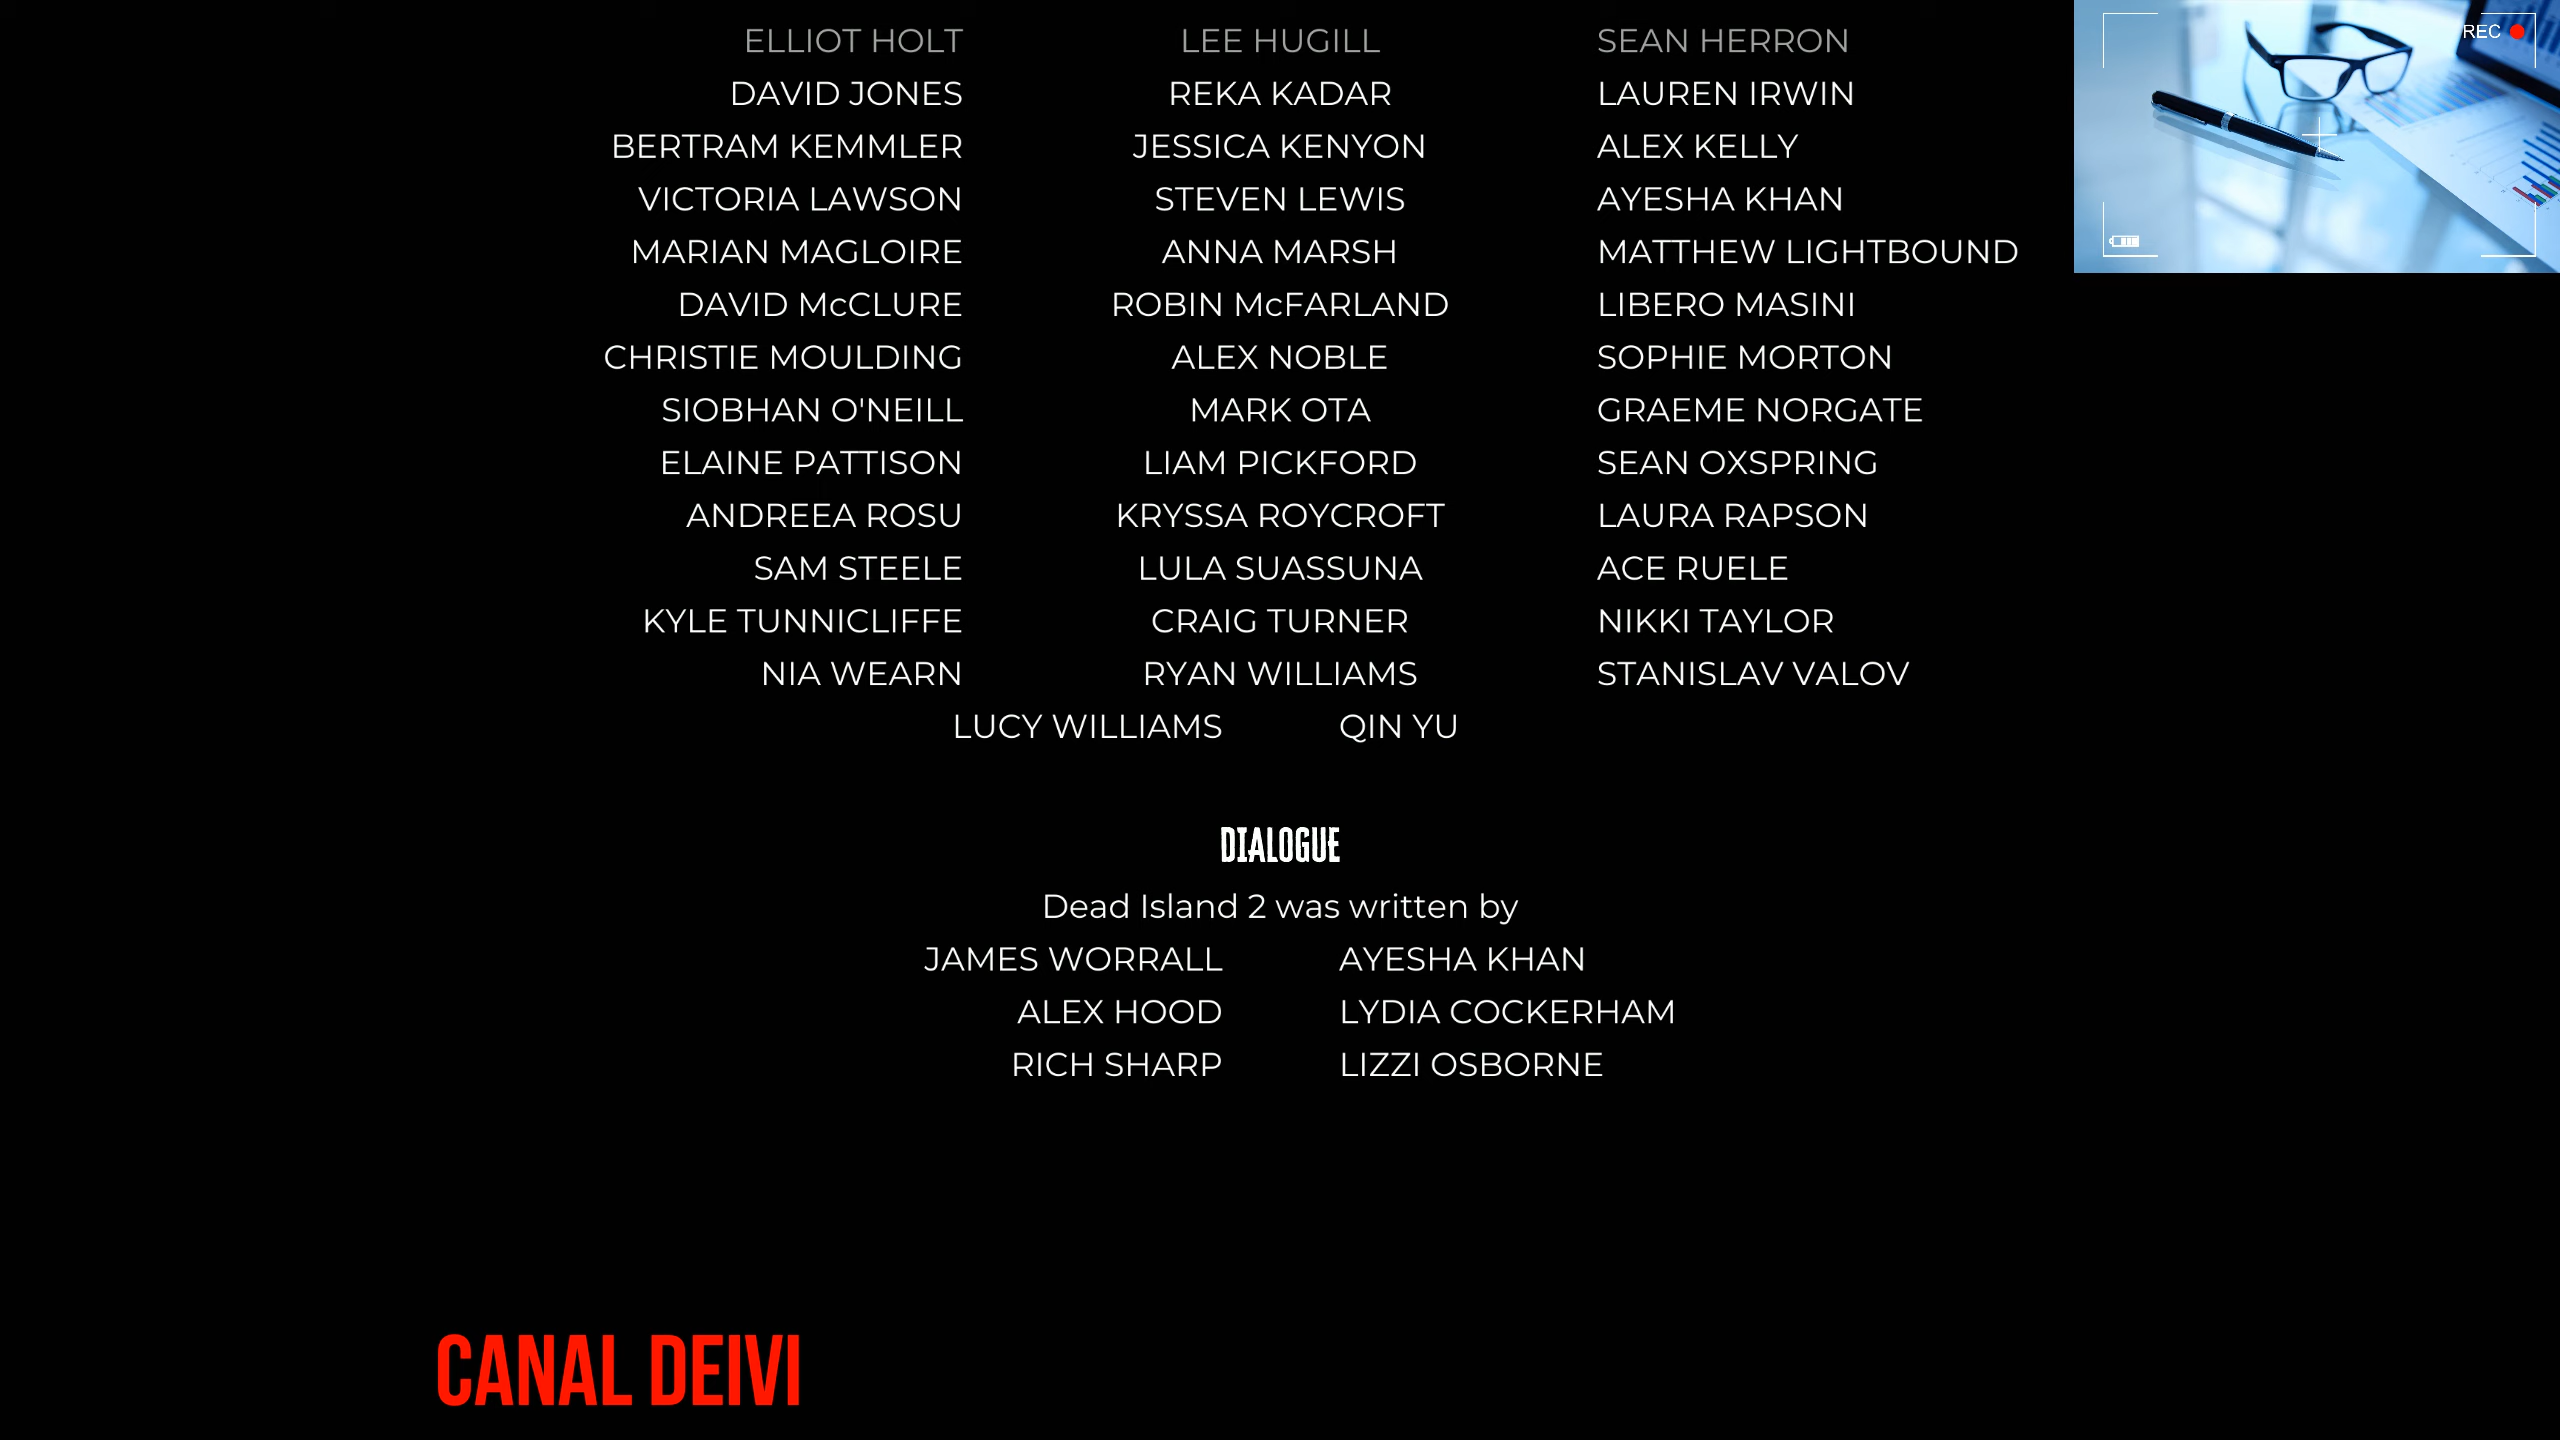 ELLIOT HOLT LEE HUGILL SEAN HERRON
REC
DAVID JONES REKA KADAR LAUREN IRWIN
BERTRAM KEMMLER JESSICA KENYON ALEX KELLY
VICTORIA LAWSON STEVEN LEWIS AYESHA KHAN
MARIAN MAGLOIRE ANNA MARSH MATTHEW LIGHTBOUND
DAVID McCLURE ROBIN McFARLAND LIBERO MASINI
CHRISTIE MOULDING ALEX NOBLE SOPHIE MORTON
SIOBHAN O'NEILL MARK OTA GRAEME NORGATE
ELAINE PATTISON LIAM PICKFORD SEAN OXSPRING
ANDREEA ROSU KRYSSA ROYCROFT LAURA RAPSON
SAM STEELE LULA SUASSUNA ACE RUELE
KYLE TUNNICLIFFE CRAIG TURNER NIKKI TAYLOR
NIA WEARN RYAN WILLIAMS STANISLAV VALOV
LUCY WILLIAMS QIN YU
DIALOGUE
Dead Island 2 was written by
JAMES WORRALL AYESHA KHAN
ALEX HOOD LYDIA COCKERHAM
RICH SHARP LIZZI OSBORNE
CANAL DEIVI